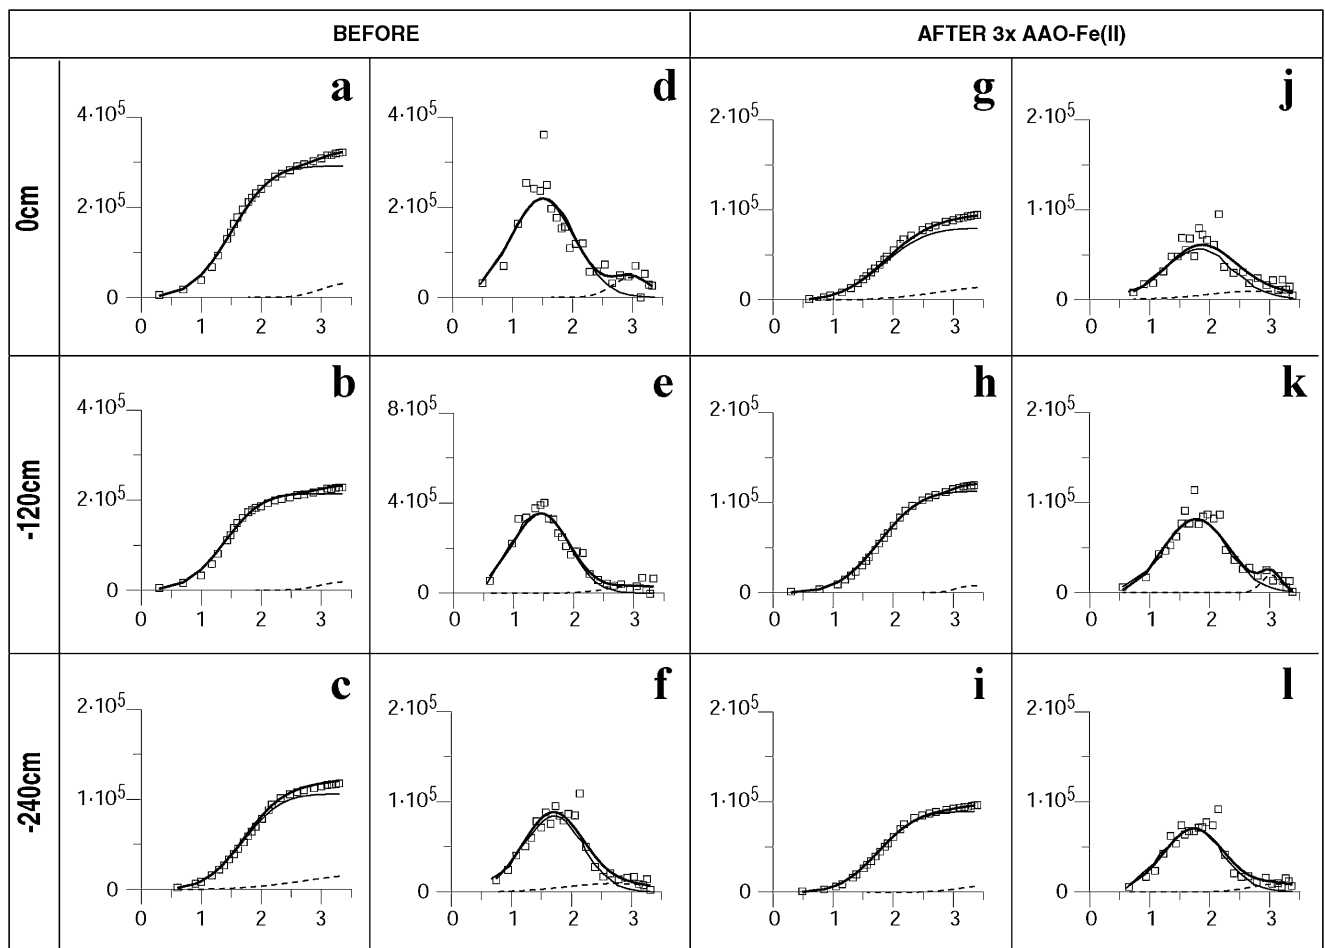 BEFORE AFTER 3x AAO-Fe(II)
0cm
a d g j
4·10⁵ 4·10⁵ 2·10⁵ 2·10⁵
2·10⁵ 2·10⁵ 1·10⁵ 1·10⁵
0 0 0 0
0 1 2 3 0 1 2 3 0 1 2 3 0 1 2 3
-120cm
b e h k
4·10⁵ 8·10⁵ 2·10⁵ 2·10⁵
2·10⁵ 4·10⁵ 1·10⁵ 1·10⁵
0 0 0 0
0 1 2 3 0 1 2 3 0 1 2 3 0 1 2 3
-240cm
c f i l
2·10⁵ 2·10⁵ 2·10⁵ 2·10⁵
1·10⁵ 1·10⁵ 1·10⁵ 1·10⁵
0 0 0 0
0 1 2 3 0 1 2 3 0 1 2 3 0 1 2 3